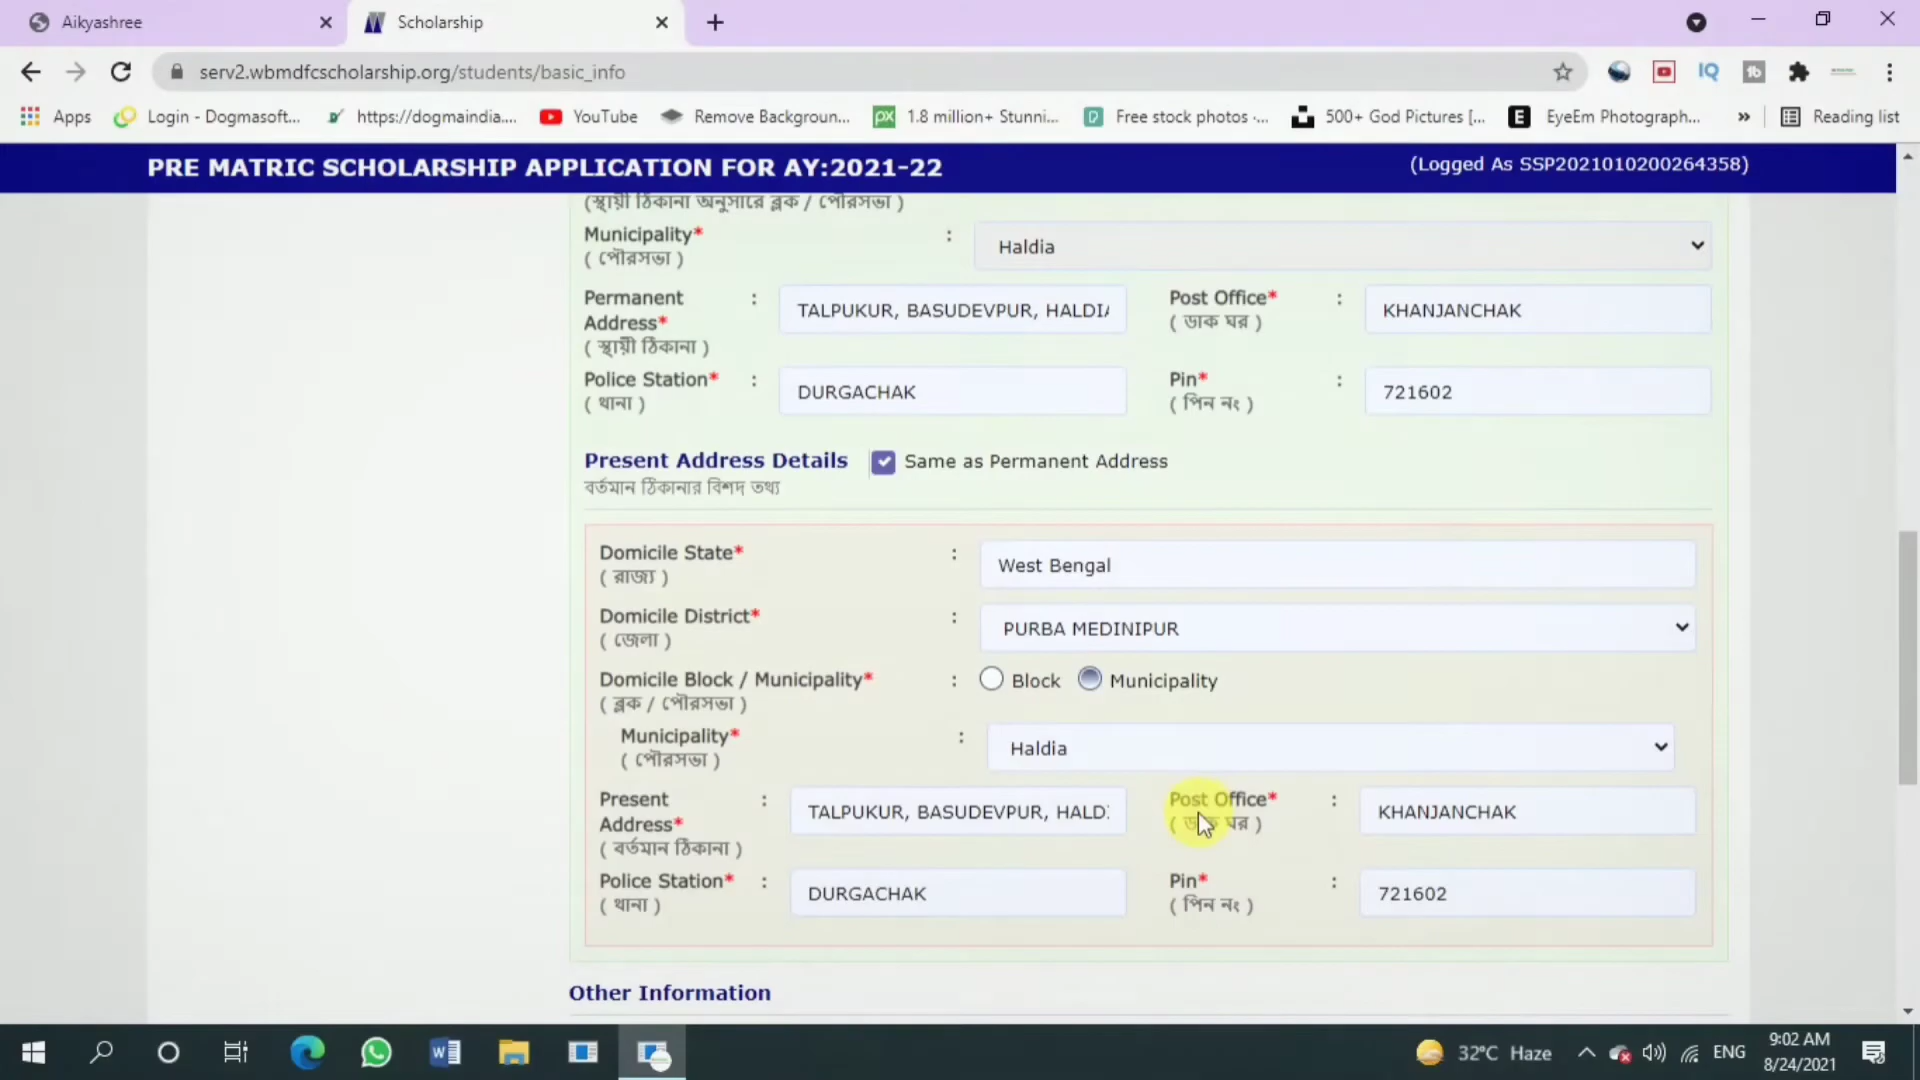 Aikyashree
Scholarship
serv2.wbmdfcscholarship.org/students/basic_info
Apps
Login - Dogmasoft...
https://dogmaindia....
YouTube
Remove Backgroun...
1.8 million+ Stunni...
Free stock photos ·...
500+ God Pictures [...
EyeEm Photograph...
Reading list
PRE MATRIC SCHOLARSHIP APPLICATION FOR AY:2021-22
(Logged As SSP2021010200264358)
(স্থায়ী ঠিকানা অনুসারে ব্লক / পৌরসভা )
Municipality* : Haldia
( পৌরসভা )
Permanent : TALPUKUR, BASUDEVPUR, HALDIA Post Office* : KHANJANCHAK
Address* ( ডাক ঘর )
( স্থায়ী ঠিকানা )
Police Station* : DURGACHAK Pin* : 721602
( থানা ) ( পিন নং )
Present Address Details Same as Permanent Address
বর্তমান ঠিকানার বিশদ তথ্য
Domicile State* : West Bengal
( রাজ্য )
Domicile District* : PURBA MEDINIPUR
( জেলা )
Domicile Block / Municipality* : Block Municipality
( ব্লক / পৌরসভা )
Municipality* : Haldia
( পৌরসভা )
Present : TALPUKUR, BASUDEVPUR, HALD Post Office* : KHANJANCHAK
Address* ( ডাক ঘর )
( বর্তমান ঠিকানা )
Police Station* : DURGACHAK Pin* : 721602
( থানা ) ( পিন নং )
Other Information
32°C Haze
ENG
9:02 AM
8/24/2021